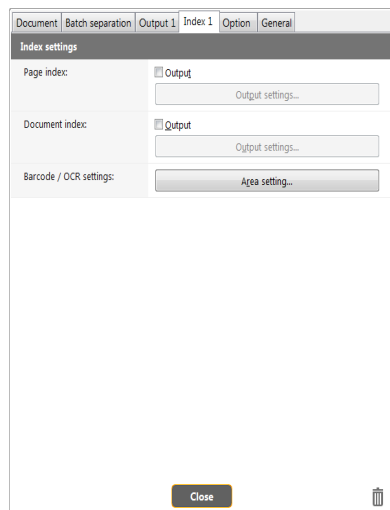 Document Batch separation Output 1 Index 1 Option General
Index settings
Page index: Output
Output settings...
Document index: Output
Output settings...
Barcode / OCR settings: Area setting...
Close